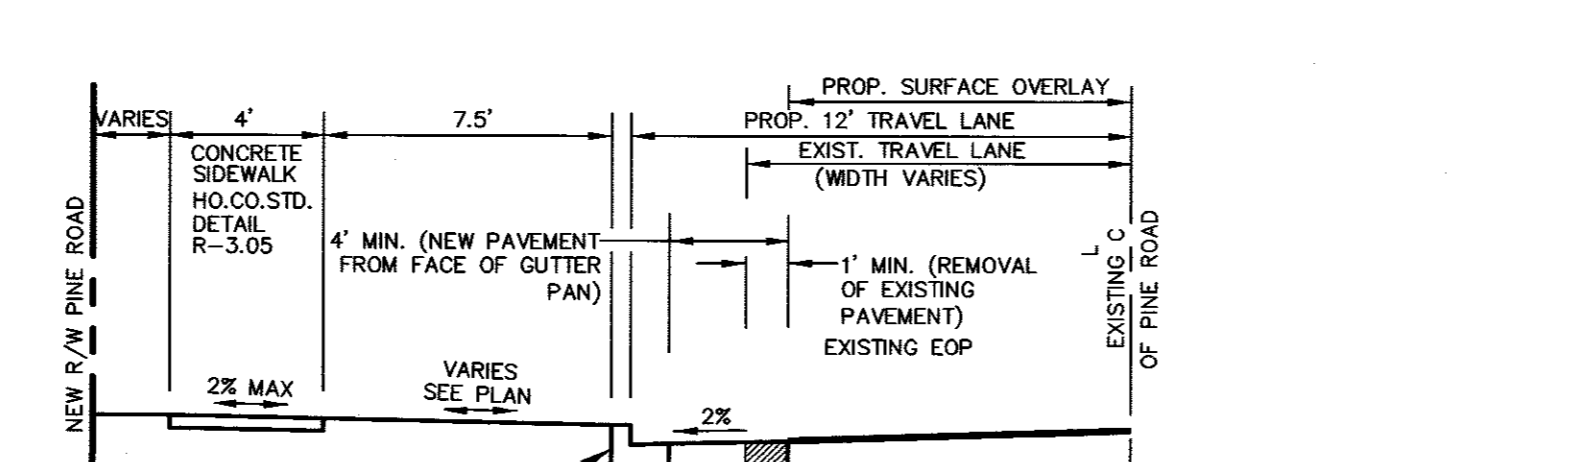 PROP. SURFACE OVERLAY
VARIES
4'
7.5'
PROP. 12' TRAVEL LANE
CONCRETE
SIDEWALK
HO.CO.STD.
DETAIL
R-3.05
EXIST. TRAVEL LANE
(WIDTH VARIES)
4' MIN. (NEW PAVEMENT
FROM FACE OF GUTTER
PAN)
1' MIN. (REMOVAL
OF EXISTING
PAVEMENT)
EXISTING EOP
NEW R/W PINE ROAD
EXISTING C
L
OF PINE ROAD
2% MAX
VARIES
SEE PLAN
2%